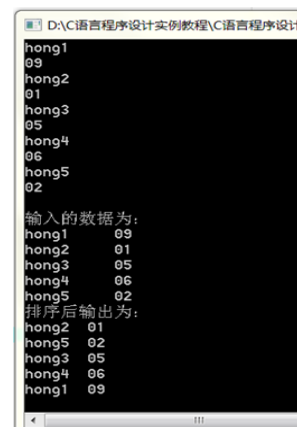 D:\C语言程序设计实例教程\C语言程序设计
hong1
09
hong2
01
hong3
05
hong4
06
hong5
02
输入的数据为:
hong1 09
hong2 01
hong3 05
hong4 06
hong5 02
排序后输出为:
hong2 01
hong5 02
hong3 05
hong4 06
hong1 09